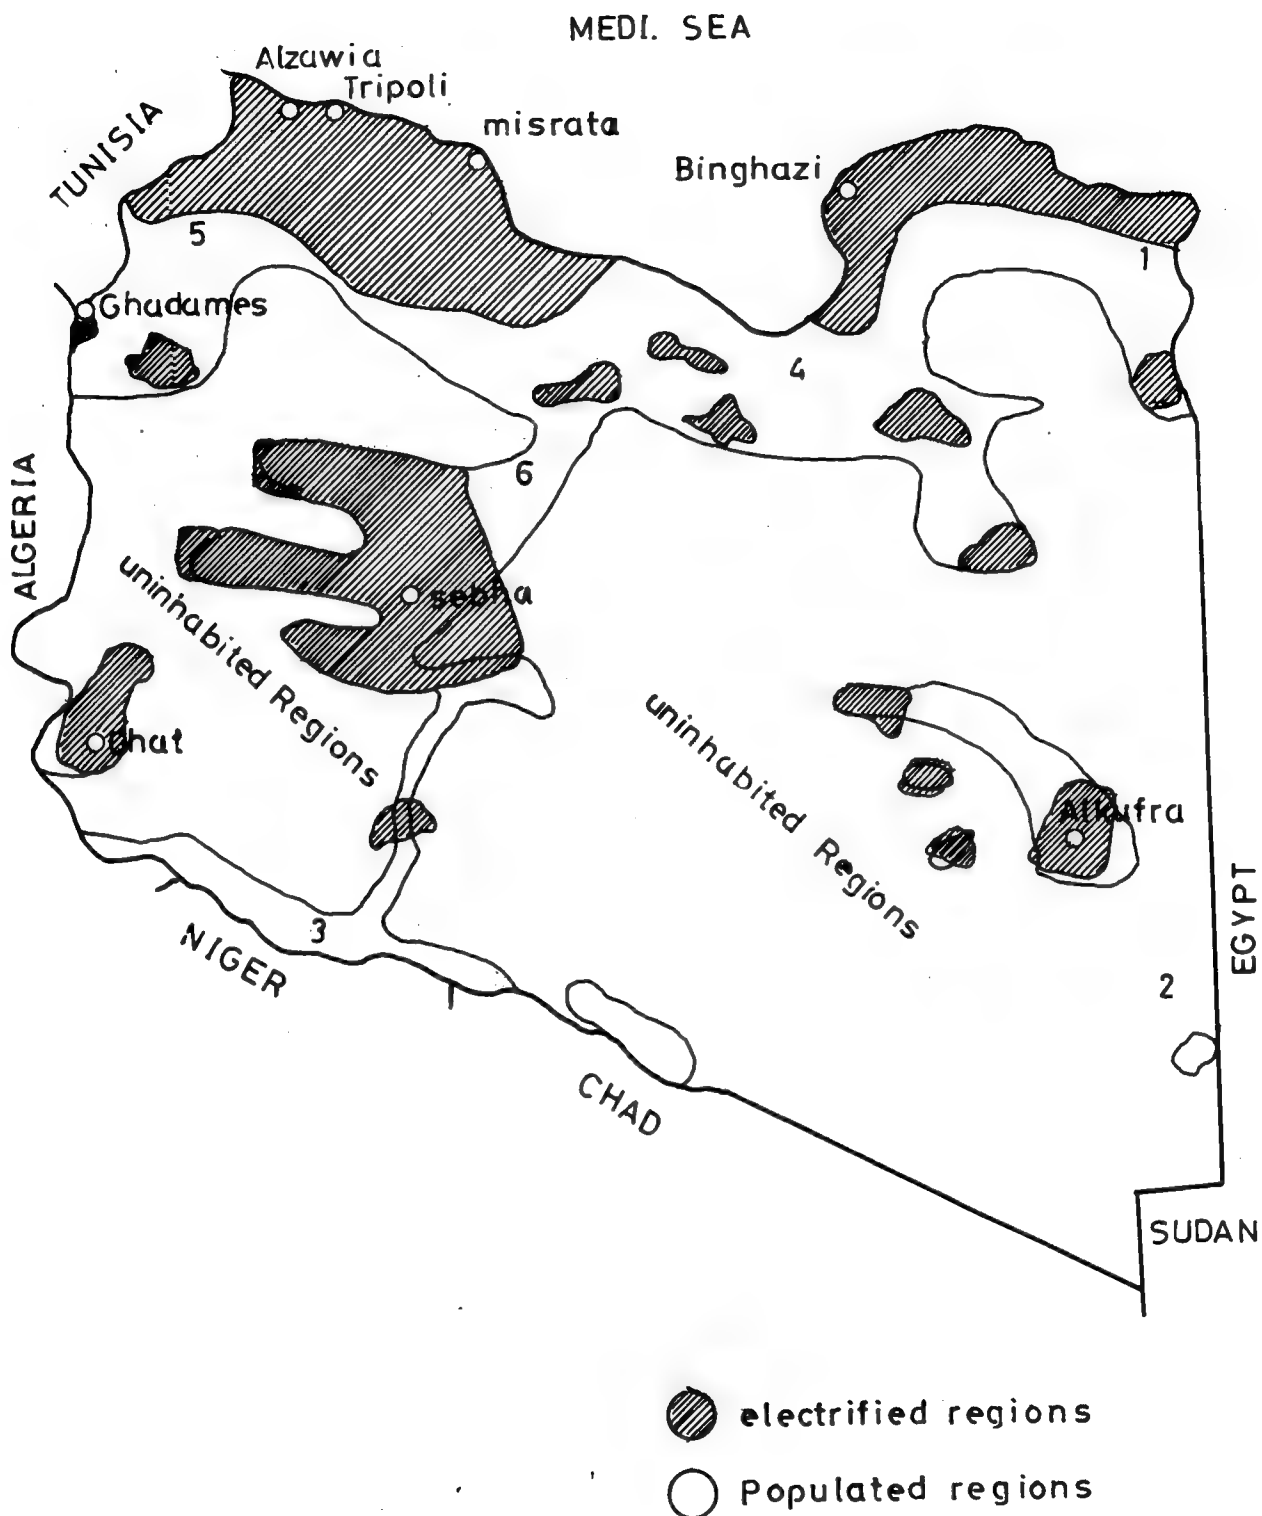 MEDI. SEA
Alzawia
Tripoli
misrata
Binghazi
TUNISIA
5
1
Ghadames
4
6
ALGERIA
uninhabited Regions
sebha
uninhabited Regions
Ghat
Alkufra
3
NIGER
EGYPT
2
CHAD
SUDAN
electrified regions
Populated regions